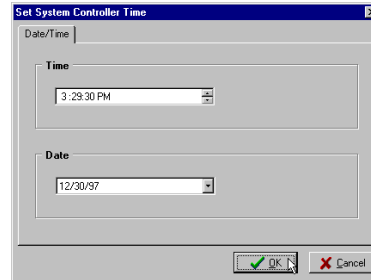 Set System Controller Time
Date/Time
Time
3:29:30 PM
Date
12/30/97
OK
Cancel